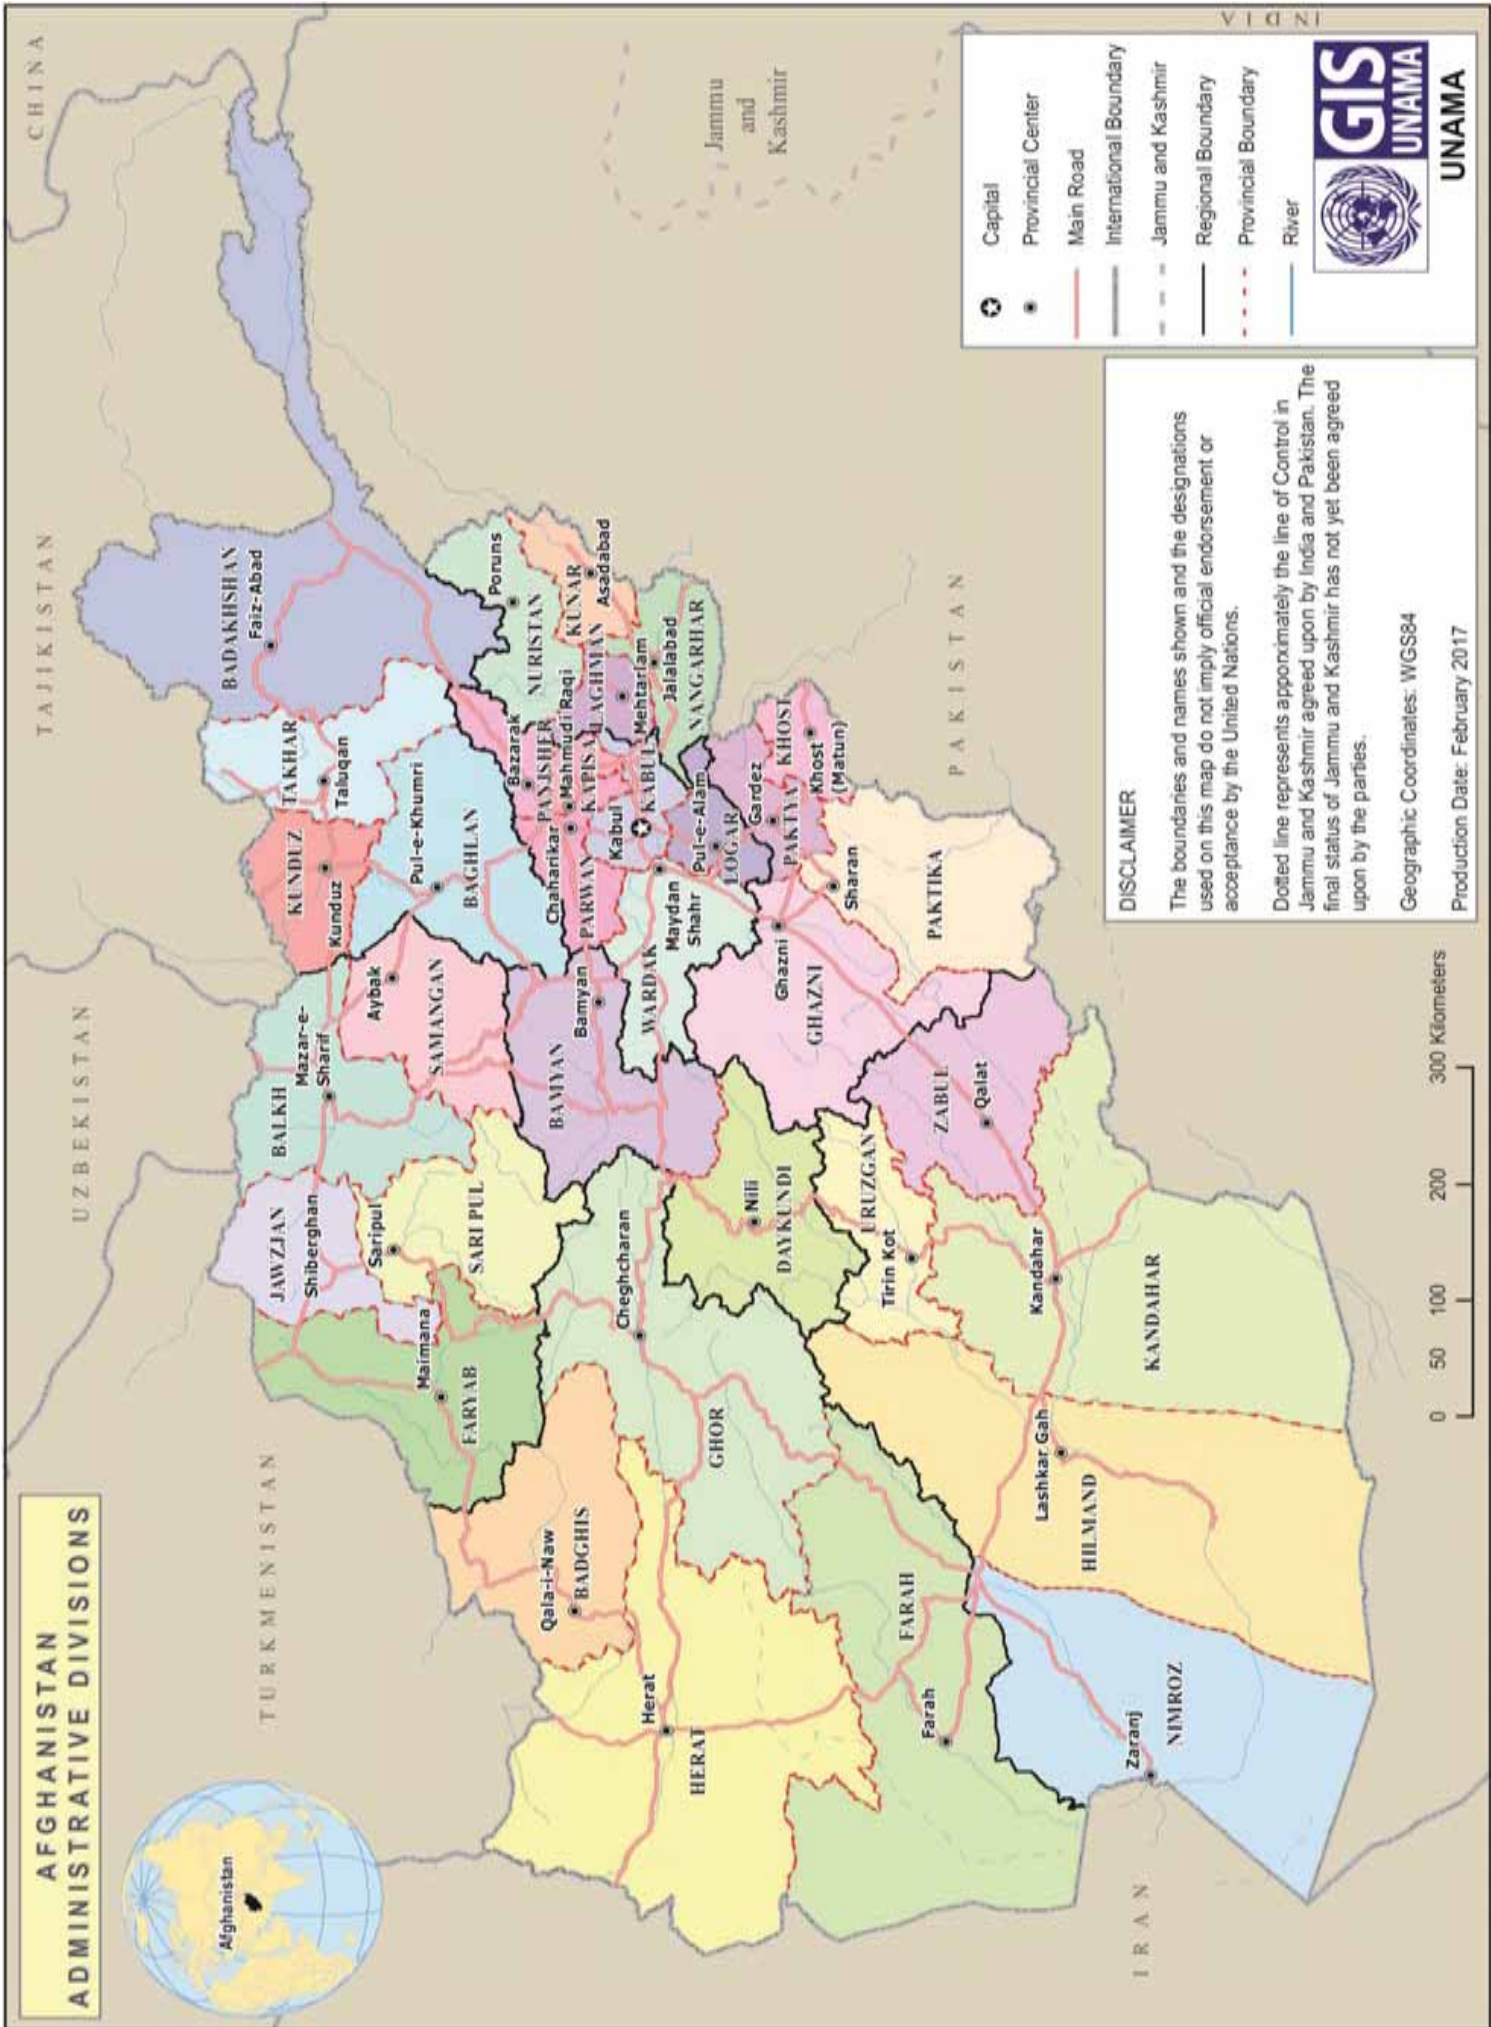 AFGHANISTAN
ADMINISTRATIVE DIVISIONS
Afghanistan
UZBEKISTAN
TAJIKISTAN
CHINA
TURKMENISTAN
IRAN
PAKISTAN
INDIA
Jammu
and
Kashmir
BADAKHSHAN
Faiz-Abad
TAKHAR
Taluqan
KUNDUZ
Kunduz
BALKH
Mazar-e-
Sharif
JAWZJAN
Shiberghan
Saripul
SARI PUL
Maimana
FARYAB
Aybak
SAMANGAN
Pul-e-Khumri
BAGHLAN
Qala-i-Naw
BADGHIS
Herat
HERAT
Cheghcharan
GHOR
BAMYAN
Bamyan
Bazarak
PANJSHER
Chaharikar
PARWAN
Mahmudi Raqi
KAPISA
Poruns
NURISTAN
KUNAR
Asadabad
LAGHMAN
Mehtarlam
Jalalabad
NANGARHAR
Kabul
KABUL
WARDAK
Maydan
Shahr
Pul-e-Alam
LOGAR
Gardez
PAKTYA
KHOST
Khost
(Matun)
Sharan
PAKTIKA
Ghazni
GHAZNI
Nili
DAYKUNDI
URUZGAN
Tirin Kot
ZABUL
Qalat
Kandahar
KANDAHAR
Lashkar Gah
HILMAND
FARAH
Farah
Zaranj
NIMROZ
0 50 100 200 300 Kilometers
DISCLAIMER
The boundaries and names shown and the designations
used on this map do not imply official endorsement or
acceptance by the United Nations.
Dotted line represents apporximately the line of Control in
Jammu and Kashmir agreed upon by India and Pakistan. The
final status of Jammu and Kashmir has not yet been agreed
upon by the parties.
Geographic Coordinates: WGS84
Production Date: February 2017
Capital
Provincial Center
Main Road
International Boundary
Jammu and Kashmir
Regional Boundary
Provincial Boundary
River
GIS
UNAMA
UNAMA